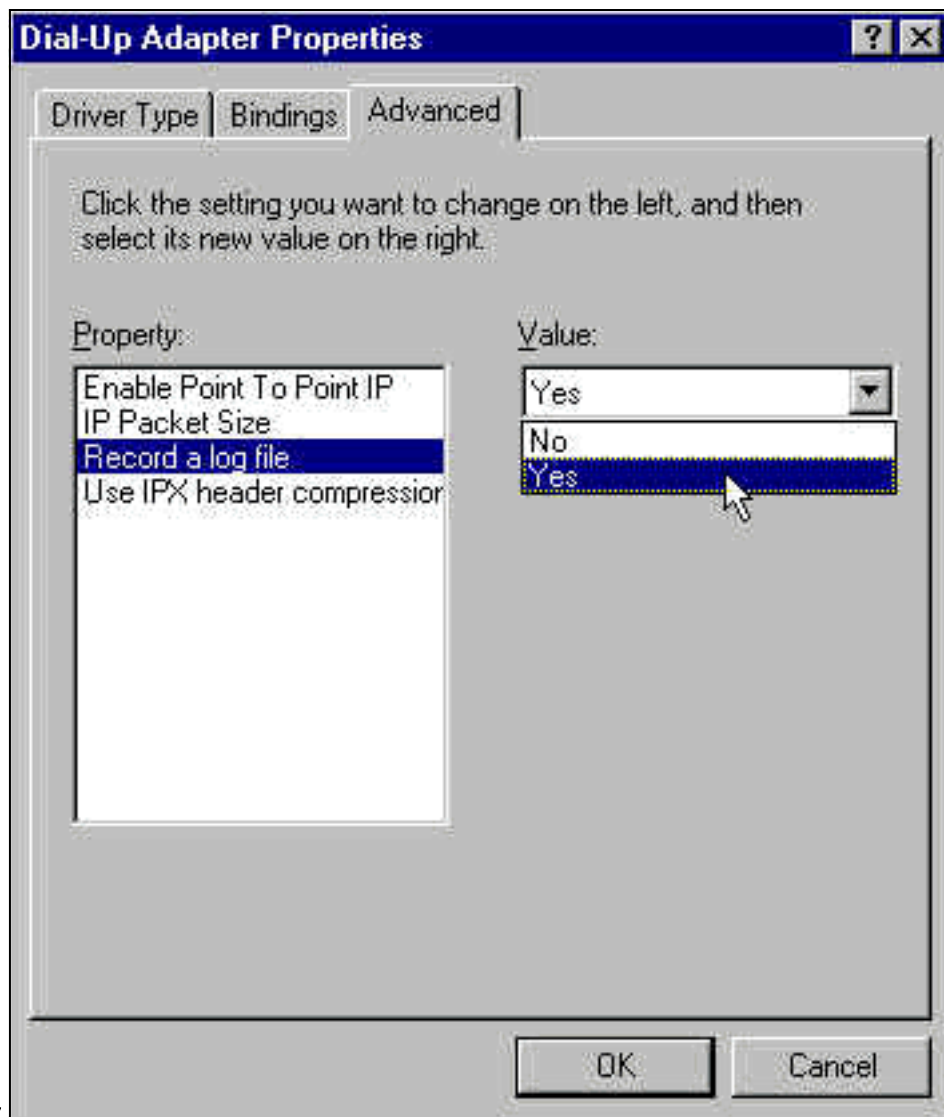 Dial-Up Adapter Properties
Driver Type
Bindings
Advanced
Click the setting you want to change on the left, and then
select its new value on the right.
Property:
Enable Point To Point IP
IP Packet Size
Record a log file
Use IPX header compression
Value:
Yes
No
Yes
OK
Cancel